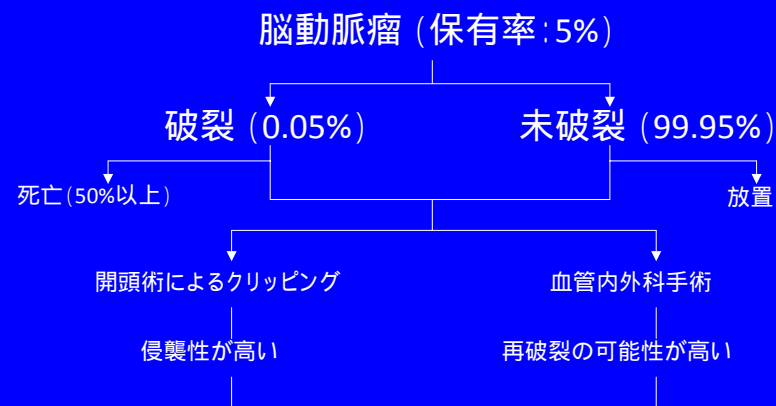 脳動脈瘤（保有率：5%）
破裂（0.05%）
未破裂（99.95%）
死亡（50%以上）
放置
開頭術によるクリッピング
血管内外科手術
侵襲性が高い
再破裂の可能性が高い